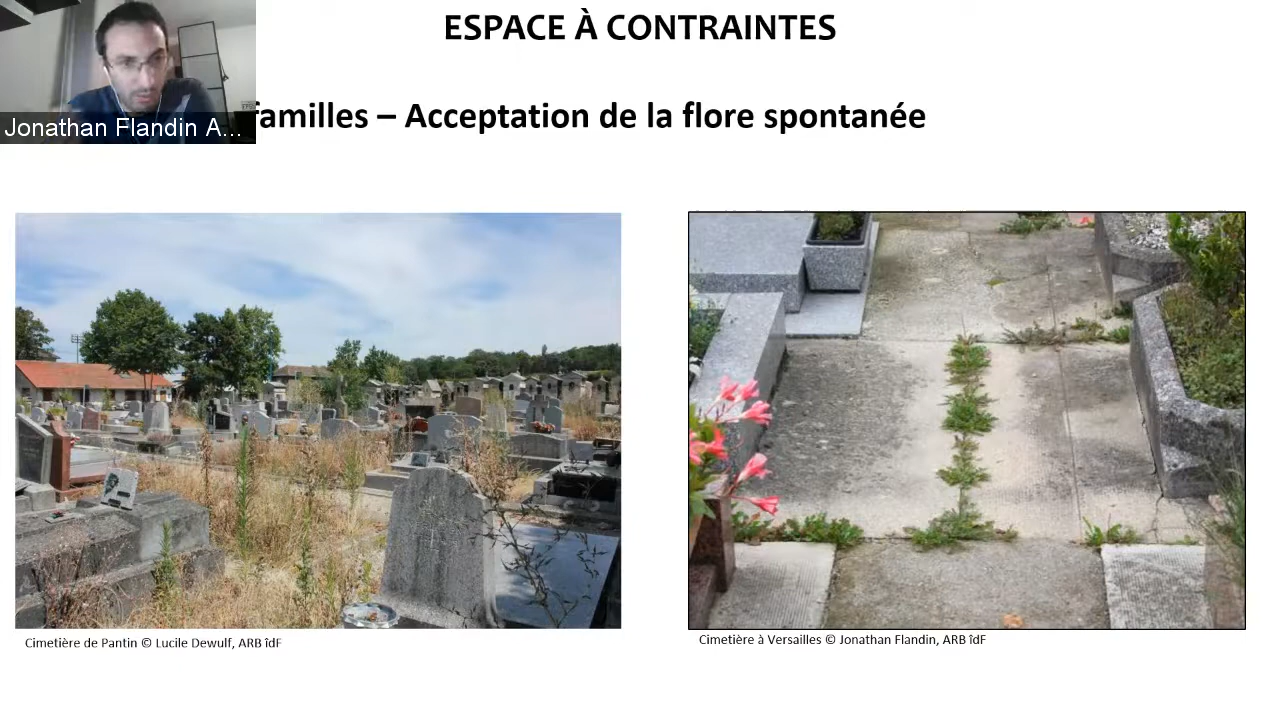 ESPACE À CONTRAINTES
familles – Acceptation de la flore spontanée
Jonathan Flandin A...
Cimetière de Pantin © Lucile Dewulf, ARB îdF
Cimetière à Versailles © Jonathan Flandin, ARB îdF